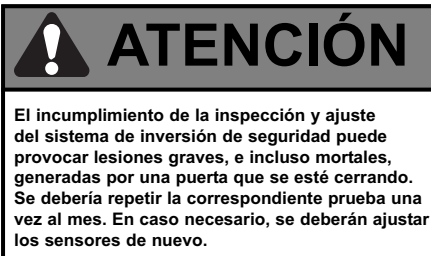 ATENCIÓN
El incumplimiento de la inspección y ajuste
del sistema de inversión de seguridad puede
provocar lesiones graves, e incluso mortales,
generadas por una puerta que se esté cerrando.
Se debería repetir la correspondiente prueba una
vez al mes. En caso necesario, se deberán ajustar
los sensores de nuevo.